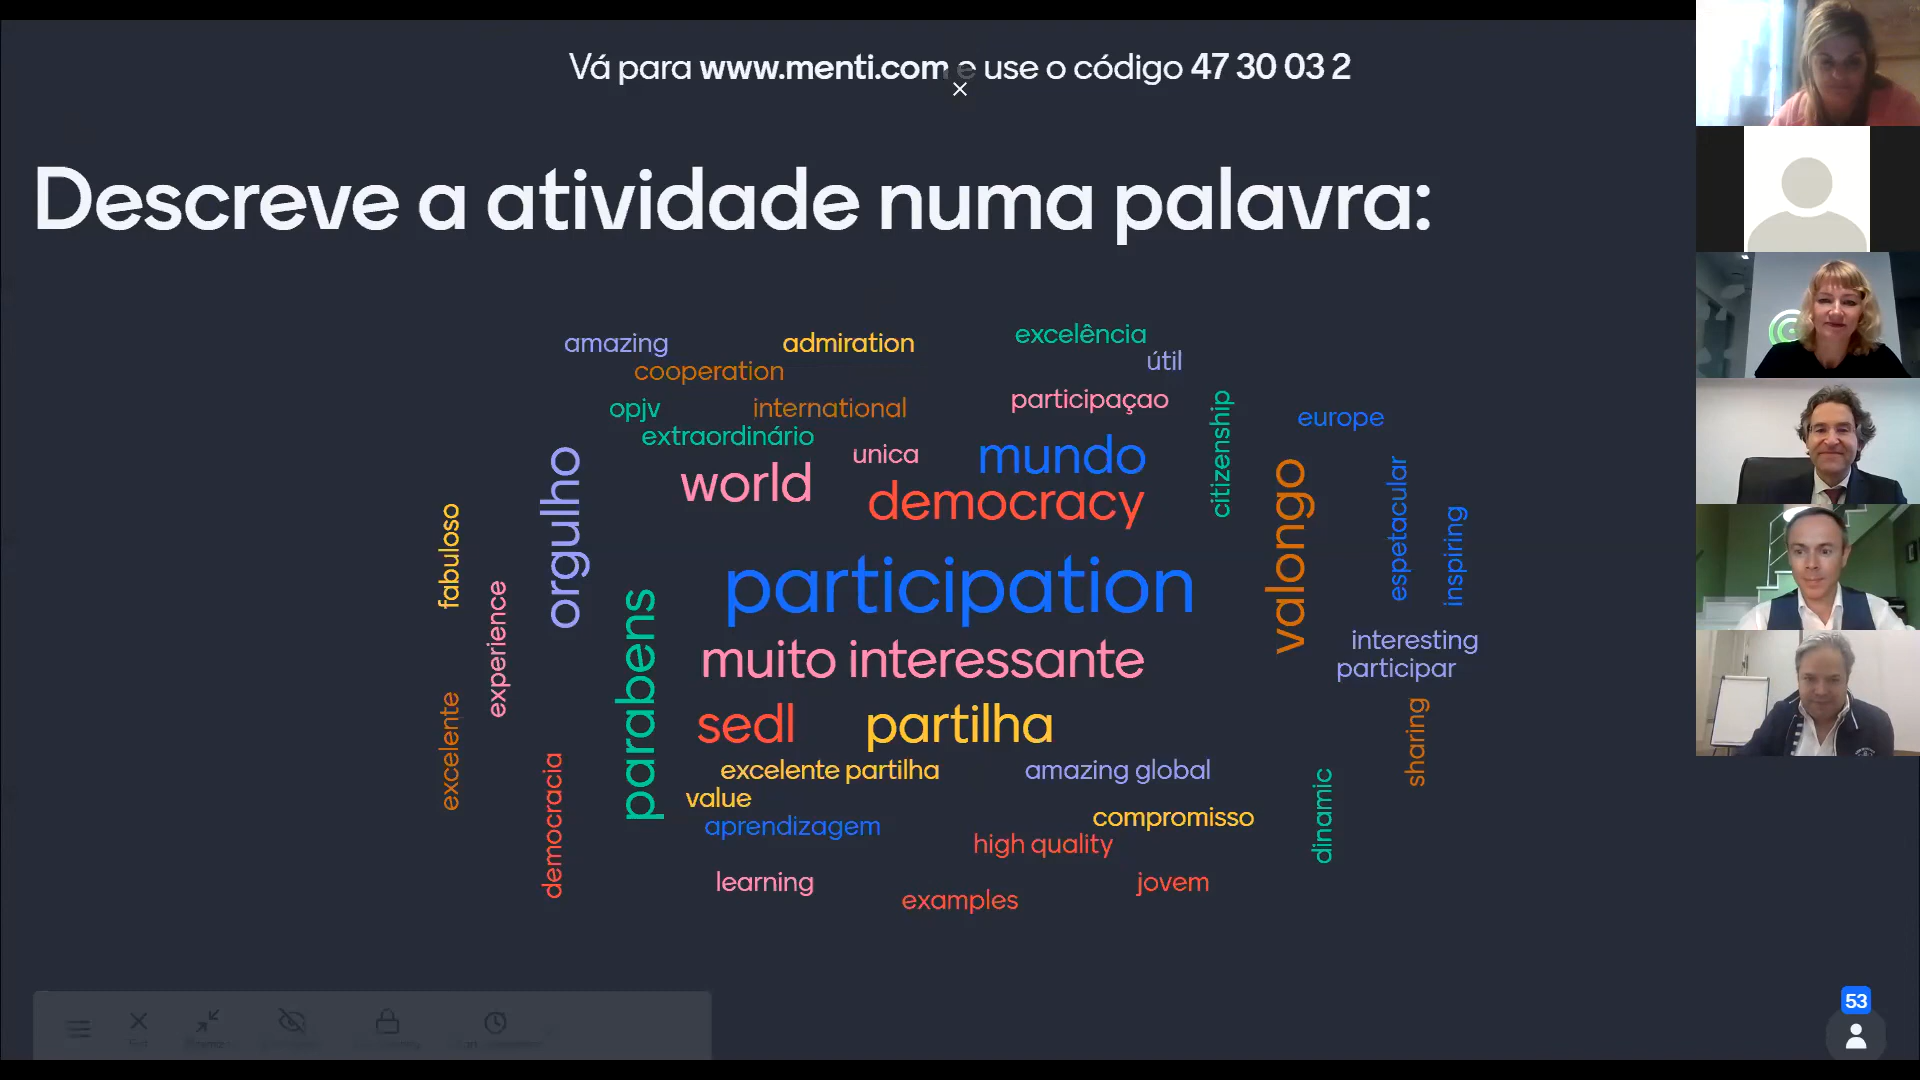 Vá para www.menti.com e use o código 47 30 03 2
Descreve a atividade numa palavra:
amazing
admiration
excelência
cooperation
útil
opjv
international
participaçao
europe
extraordinário
unica
mundo
citizenship
world
democracy
orgulho
valongo
espetacular
inspiring
fabuloso
participation
experience
parabens
muito interessante
interesting
participar
sedl
partilha
sharing
excelente
excelente partilha
amazing global
value
compromisso
dinamic
aprendizagem
democracia
high quality
learning
examples
jovem
53